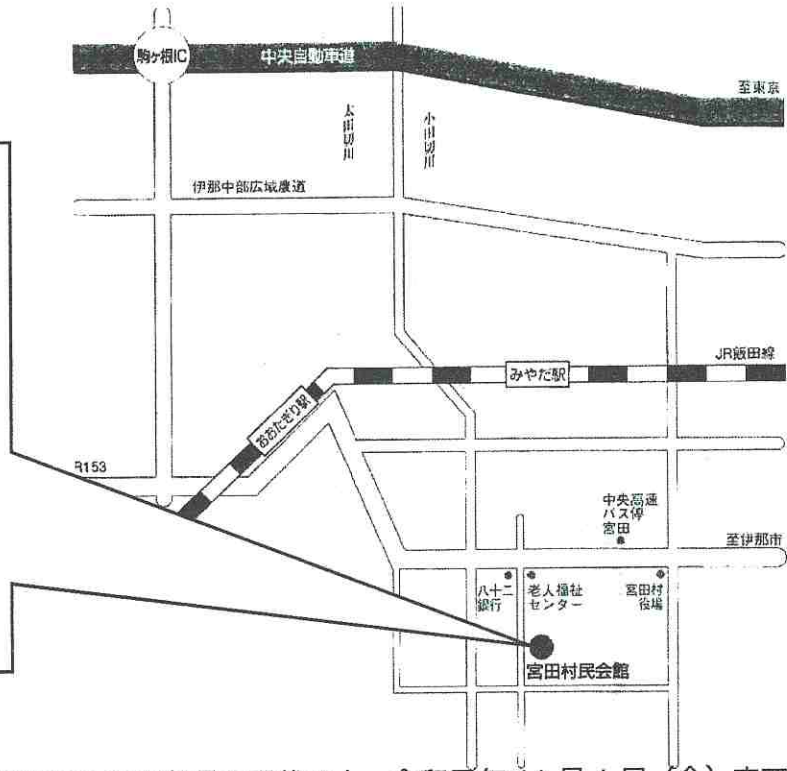 駒ヶ根IC
中央自動車道
至東京
太田切川
小田切川
伊那中部広域農道
JR飯田線
みやだ駅
おおたぎり駅
R153
中央高速
バス停
宮田
至伊那市
八十二
銀行
老人福祉
センター
宮田村
役場
宮田村民会館